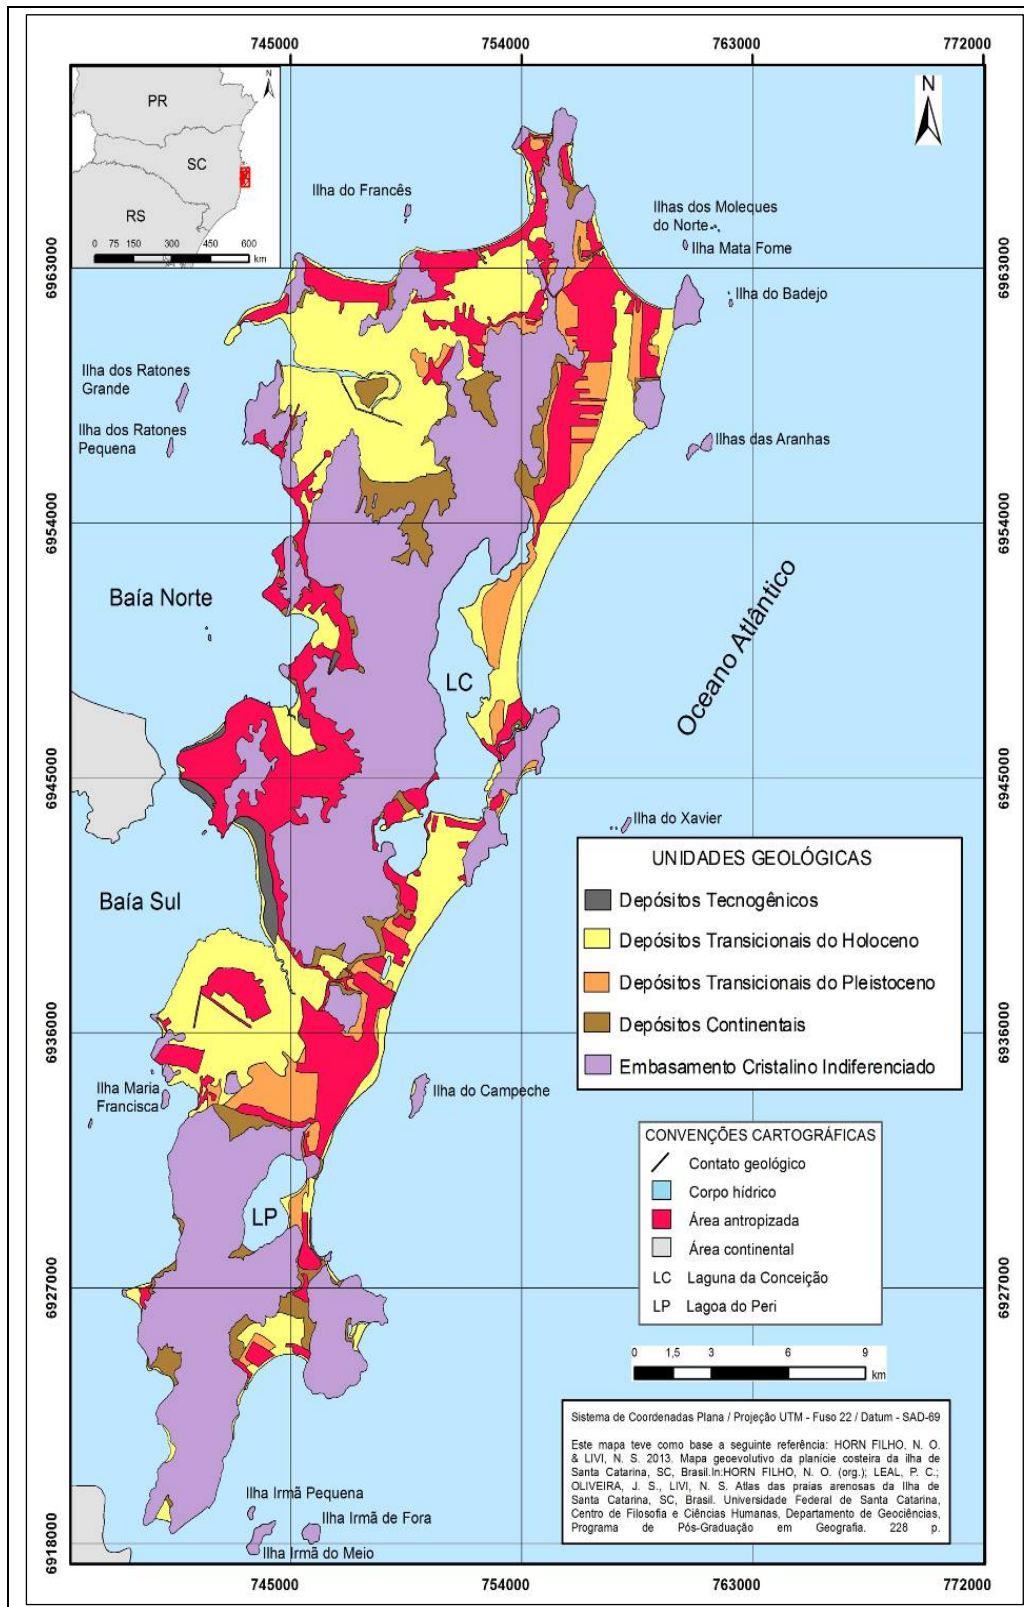 745000 754000 763000 772000
PR
SC
RS
N
0 75 150 300 450 600
km
N
Ilha do Francês
Ilhas dos Moleques
do Norte
Ilha Mata Fome
Ilha do Badejo
6963000
6963000
Ilha dos Ratones
Grande
Ilha dos Ratones
Pequena
Ilhas das Aranhas
6954000
6954000
Baía Norte
Oceano Atlântico
LC
6945000
6945000
Ilha do Xavier
Baía Sul
UNIDADES GEOLÓGICAS
Depósitos Tecnogênicos
Depósitos Transicionais do Holoceno
Depósitos Transicionais do Pleistoceno
Depósitos Continentais
Embasamento Cristalino Indiferenciado
6936000
6936000
Ilha Maria
Francisca
Ilha do Campeche
CONVENÇÕES CARTOGRÁFICAS
Contato geológico
Corpo hídrico
Área antropizada
Área continental
LC Laguna da Conceição
LP Lagoa do Peri
LP
6927000
6927000
0 1,5 3 6 9
km
Sistema de Coordenadas Plana / Projeção UTM - Fuso 22 / Datum - SAD-69
Este mapa teve como base a seguinte referência: HORN FILHO, N. O.
& LIVI, N. S. 2013. Mapa geoevolutivo da planície costeira da ilha de
Santa Catarina, SC, Brasil.In:HORN FILHO, N. O. (org.); LEAL, P. C.;
OLIVEIRA, J. S., LIVI, N. S. Atlas das praias arenosas da Ilha de
Santa Catarina, SC, Brasil. Universidade Federal de Santa Catarina,
Centro de Filosofia e Ciências Humanas, Departamento de Geociências,
Programa de Pós-Graduação em Geografia. 228 p.
Ilha Irmã Pequena
Ilha Irmã de Fora
Ilha Irmã do Meio
6918000
6918000
745000 754000 763000 772000